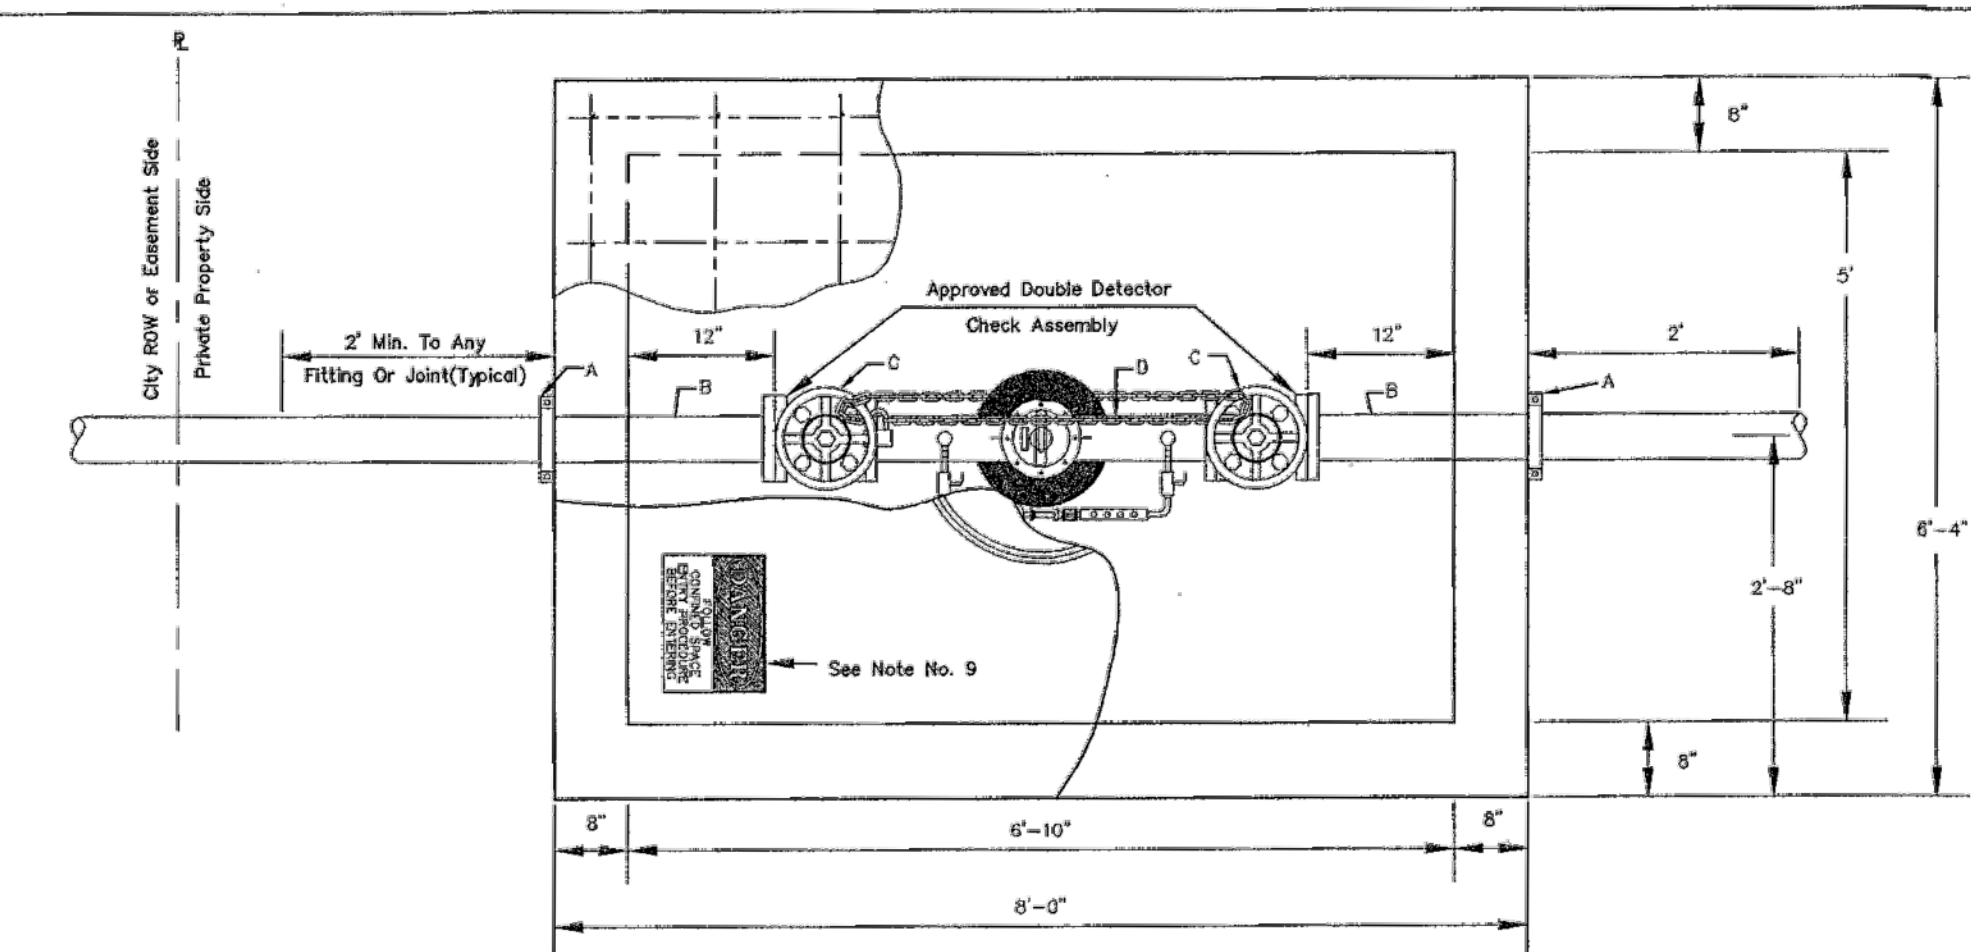 PL
City ROW or Easement Side
Private Property Side
2' Min. To Any
Fitting Or Joint(Typical)
A
B
12"
C
Approved Double Detector
Check Assembly
D
C
12"
B
A
2'
8"
5'
6'-4"
2'-8"
8"
DANGER
FOLLOW
CONFINED SPACE
ENTRY PROCEDURE
BEFORE ENTERING
See Note No. 9
8"
6'-10"
8"
8'-0"